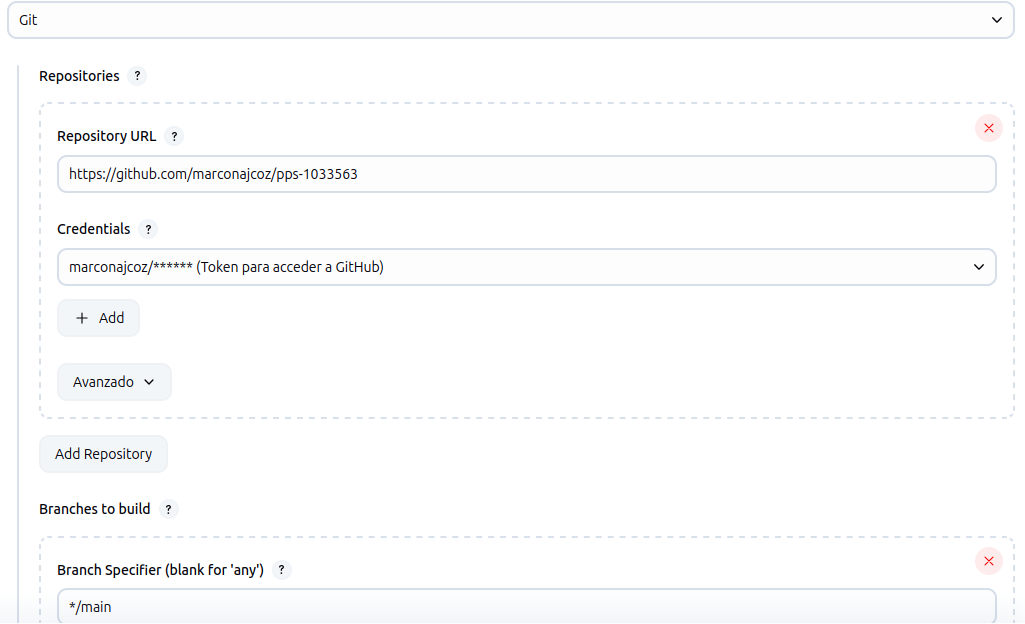 Git
Repositories ?
Repository URL ?
https://github.com/marconajcoz/pps-1033563
Credentials ?
marconajcoz/****** (Token para acceder a GitHub)
+ Add
Avanzado
Add Repository
Branches to build ?
Branch Specifier (blank for 'any') ?
*/main